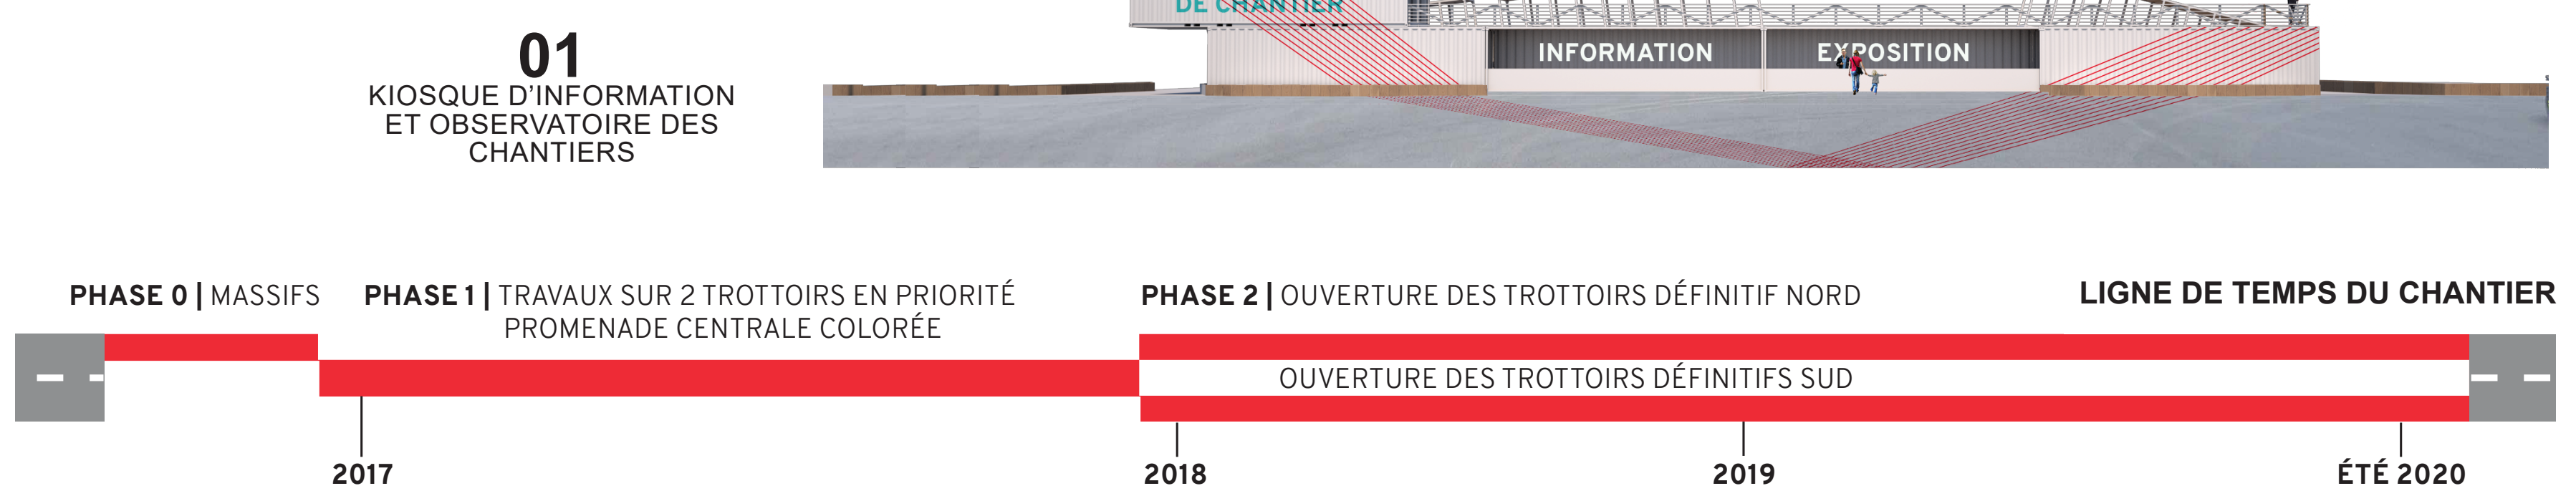 DE CHANTIER
INFORMATION
EXPOSITION
01
KIOSQUE D'INFORMATION
ET OBSERVATOIRE DES
CHANTIERS
PHASE 0 | MASSIFS
PHASE 1 | TRAVAUX SUR 2 TROTTOIRS EN PRIORITÉ
PROMENADE CENTRALE COLORÉE
PHASE 2 | OUVERTURE DES TROTTOIRS DÉFINITIF NORD
LIGNE DE TEMPS DU CHANTIER
OUVERTURE DES TROTTOIRS DÉFINITIFS SUD
2017
2018
2019
ÉTÉ 2020